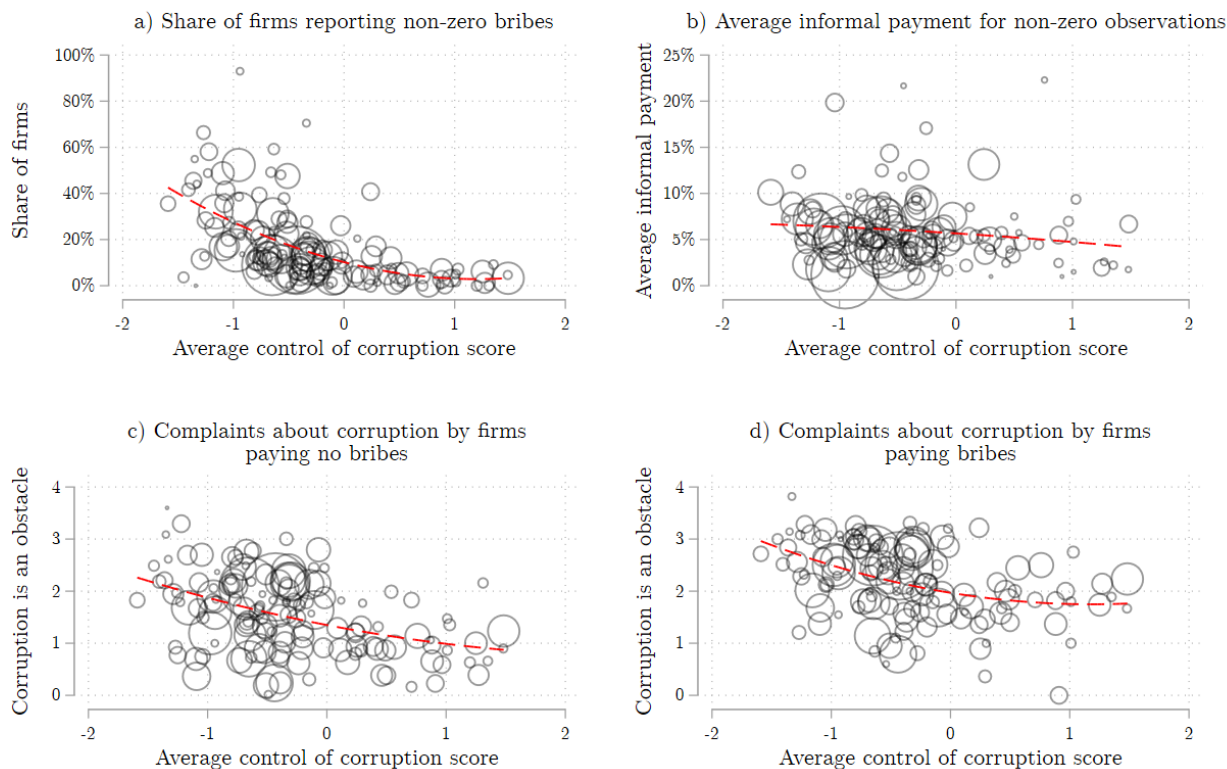 a) Share of firms reporting non-zero bribes
100%
80%
60%
40%
20%
0%
Share of firms
-2 -1 0 1 2
Average control of corruption score
b) Average informal payment for non-zero observations
25%
20%
15%
10%
5%
0%
Average informal payment
-2 -1 0 1 2
Average control of corruption score
c) Complaints about corruption by firms
paying no bribes
4
3
2
1
0
Corruption is an obstacle
-2 -1 0 1 2
Average control of corruption score
d) Complaints about corruption by firms
paying bribes
4
3
2
1
0
Corruption is an obstacle
-2 -1 0 1 2
Average control of corruption score